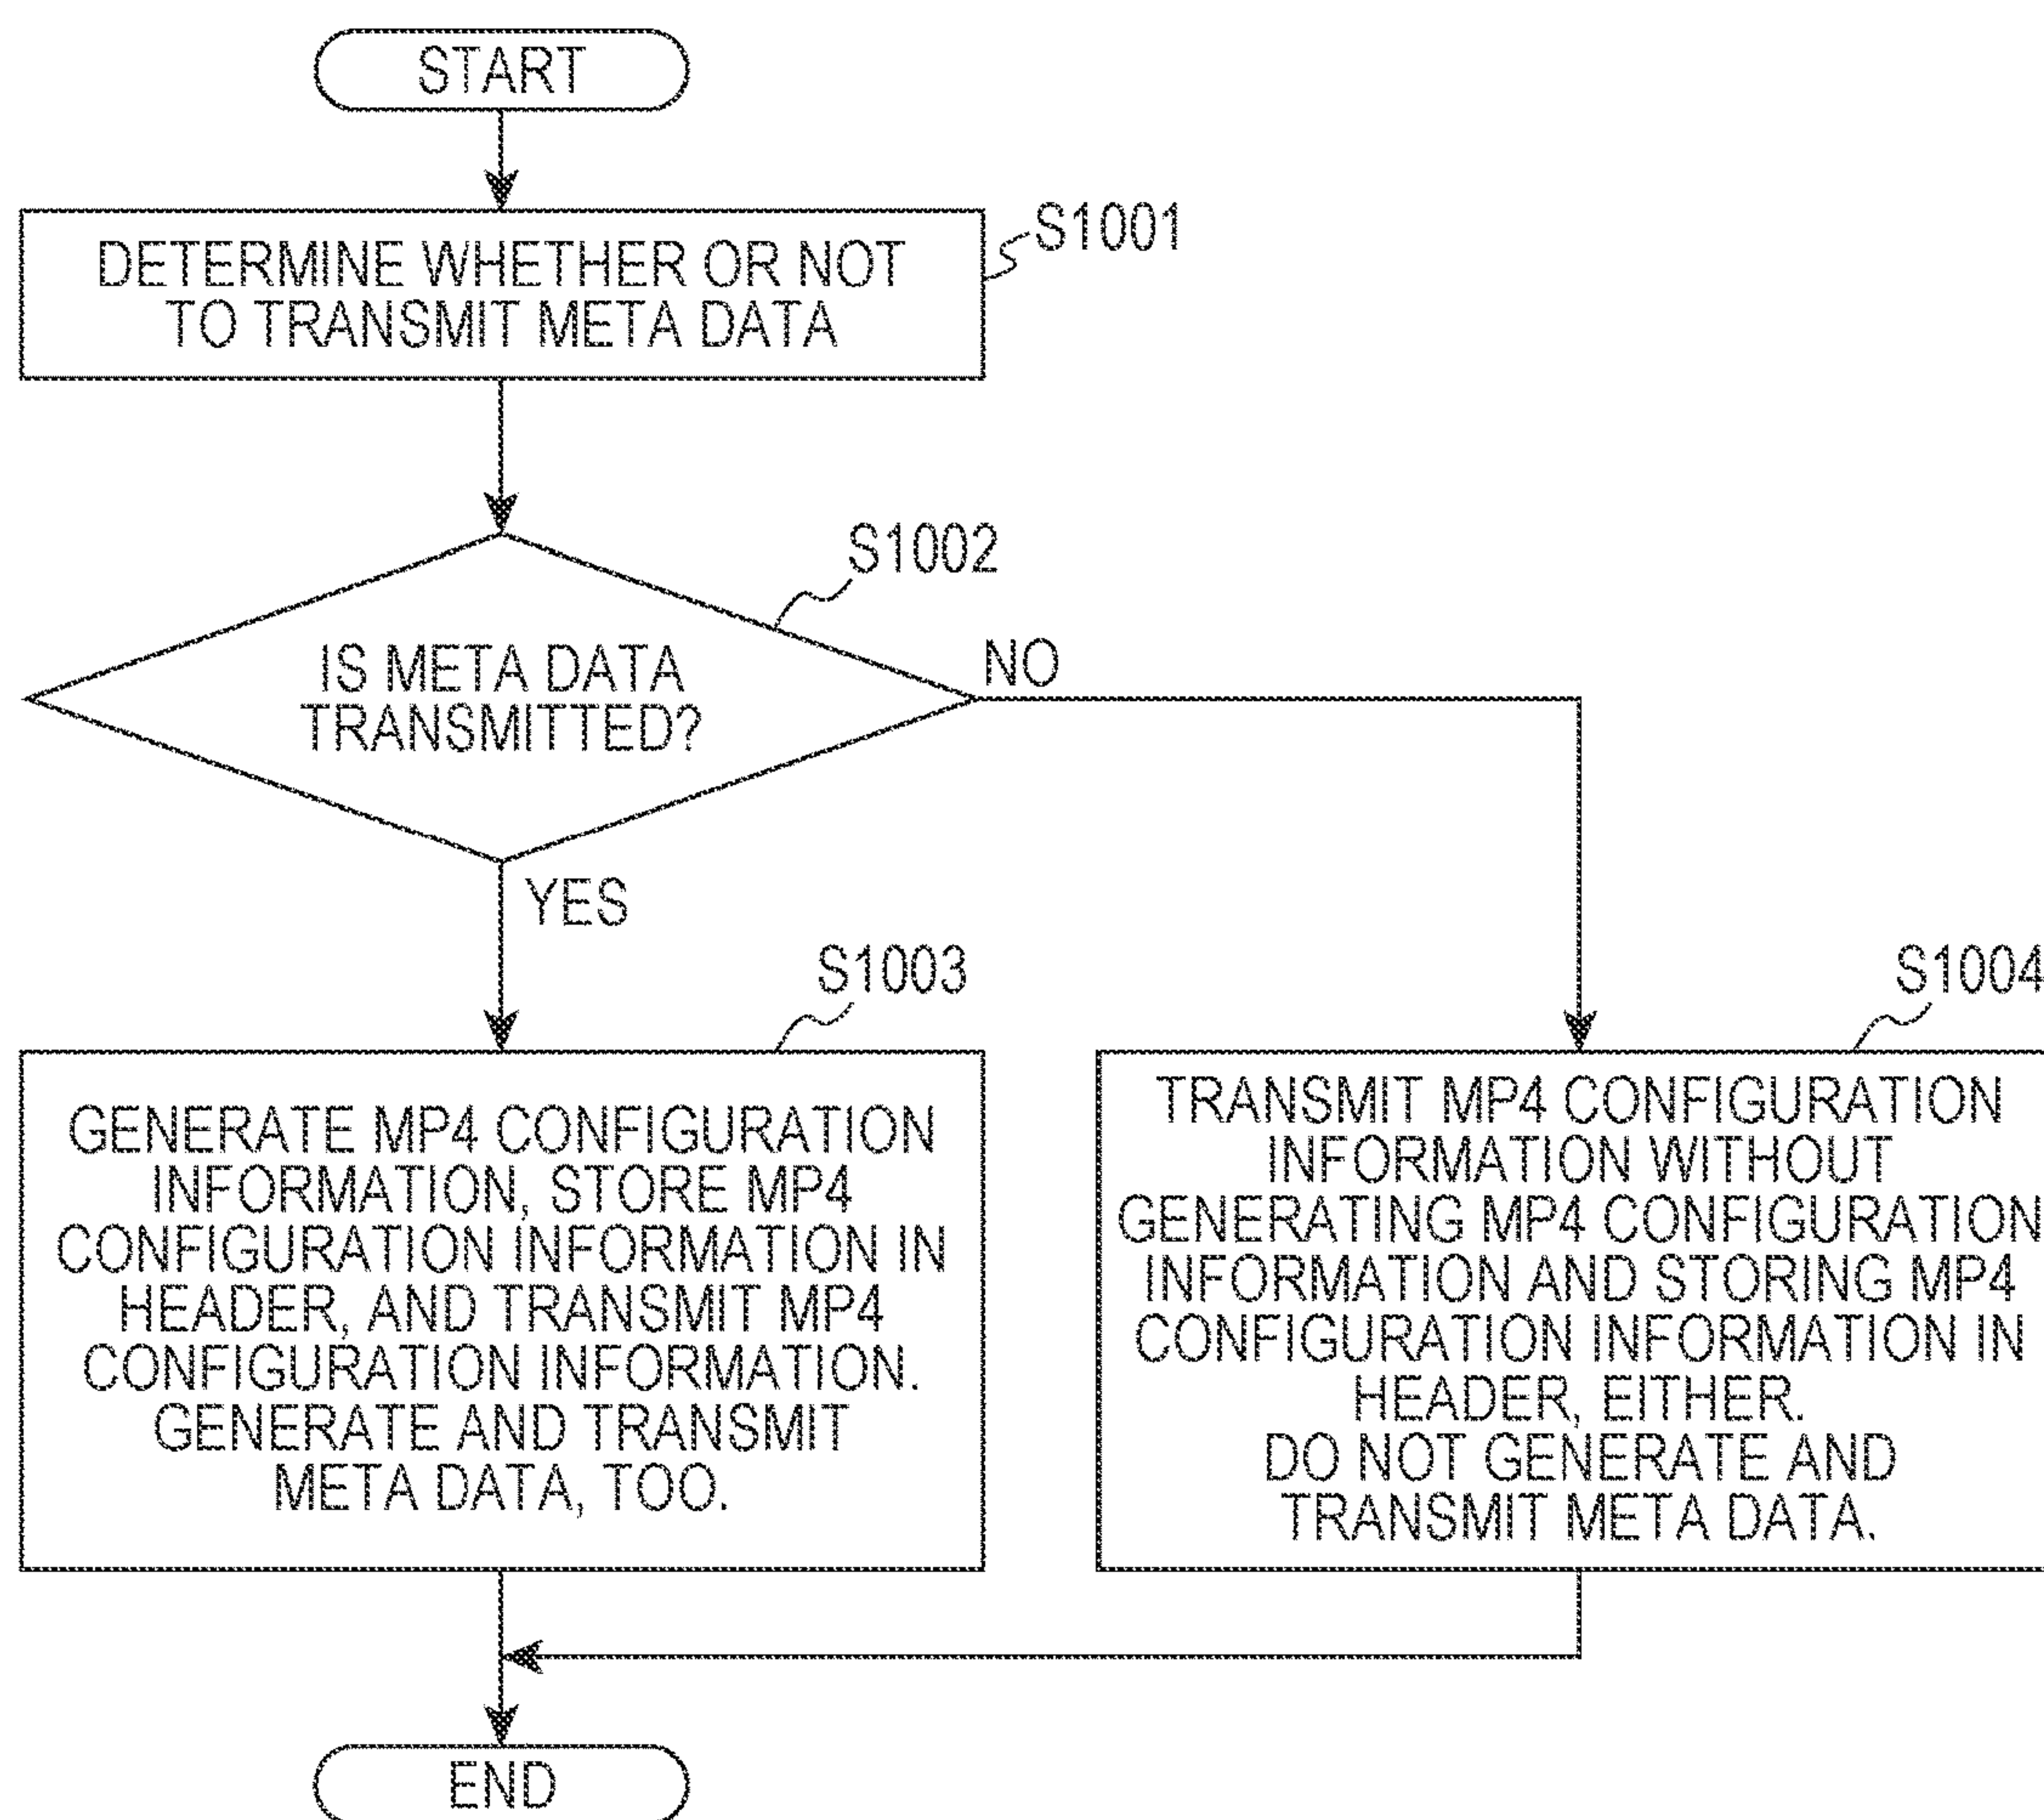 START
S1001
DETERMINE WHETHER OR NOT
TO TRANSMIT META DATA
S1002
IS META DATA
TRANSMITTED?
NO
YES
S1003
GENERATE MP4 CONFIGURATION
INFORMATION, STORE MP4
CONFIGURATION INFORMATION IN
HEADER, AND TRANSMIT MP4
CONFIGURATION INFORMATION.
GENERATE AND TRANSMIT
META DATA, TOO.
S1004
TRANSMIT MP4 CONFIGURATION
INFORMATION WITHOUT
GENERATING MP4 CONFIGURATION
INFORMATION AND STORING MP4
CONFIGURATION INFORMATION IN
HEADER, EITHER.
DO NOT GENERATE AND
TRANSMIT META DATA.
END